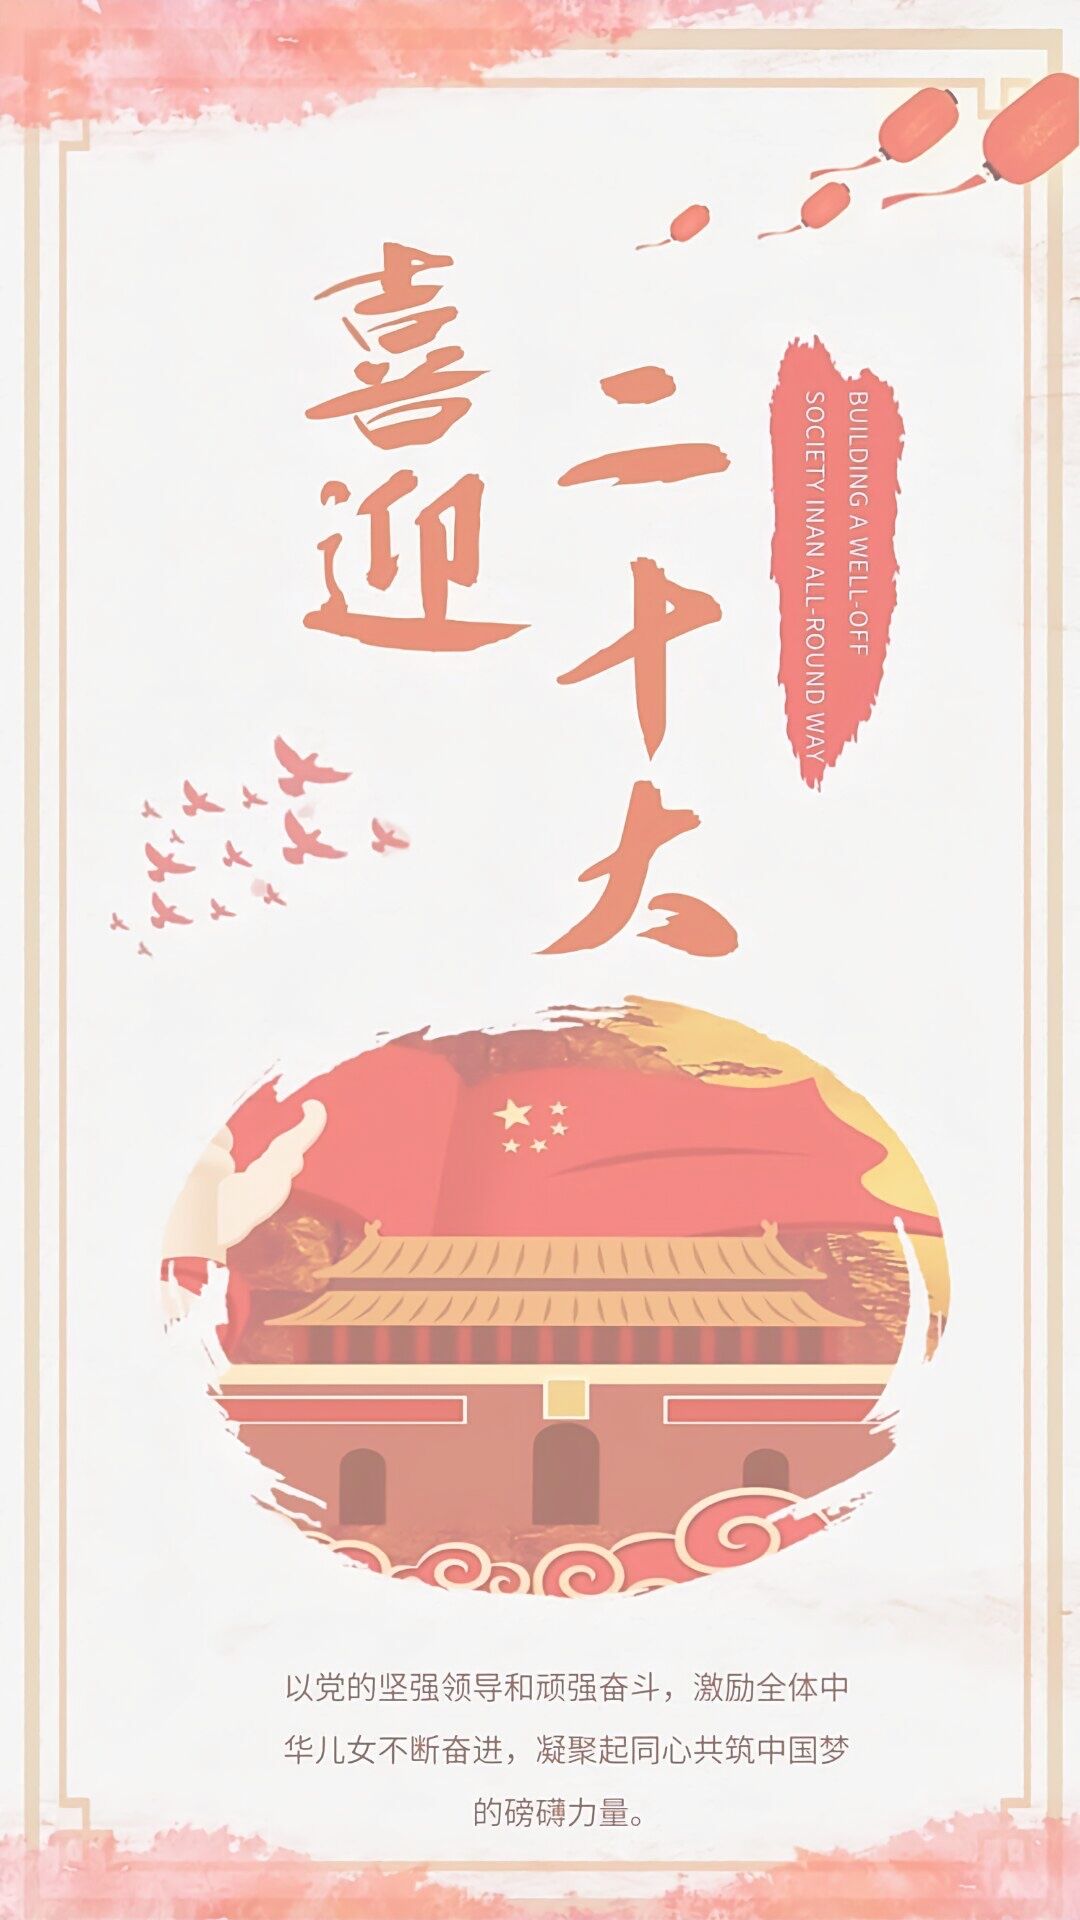 喜迎
二十大
BUILDING A WELL-OFF
SOCIETY INAN ALL-ROUND WAY
以党的坚强领导和顽强奋斗，激励全体中
华儿女不断奋进，凝聚起同心共筑中国梦
的磅礴力量。